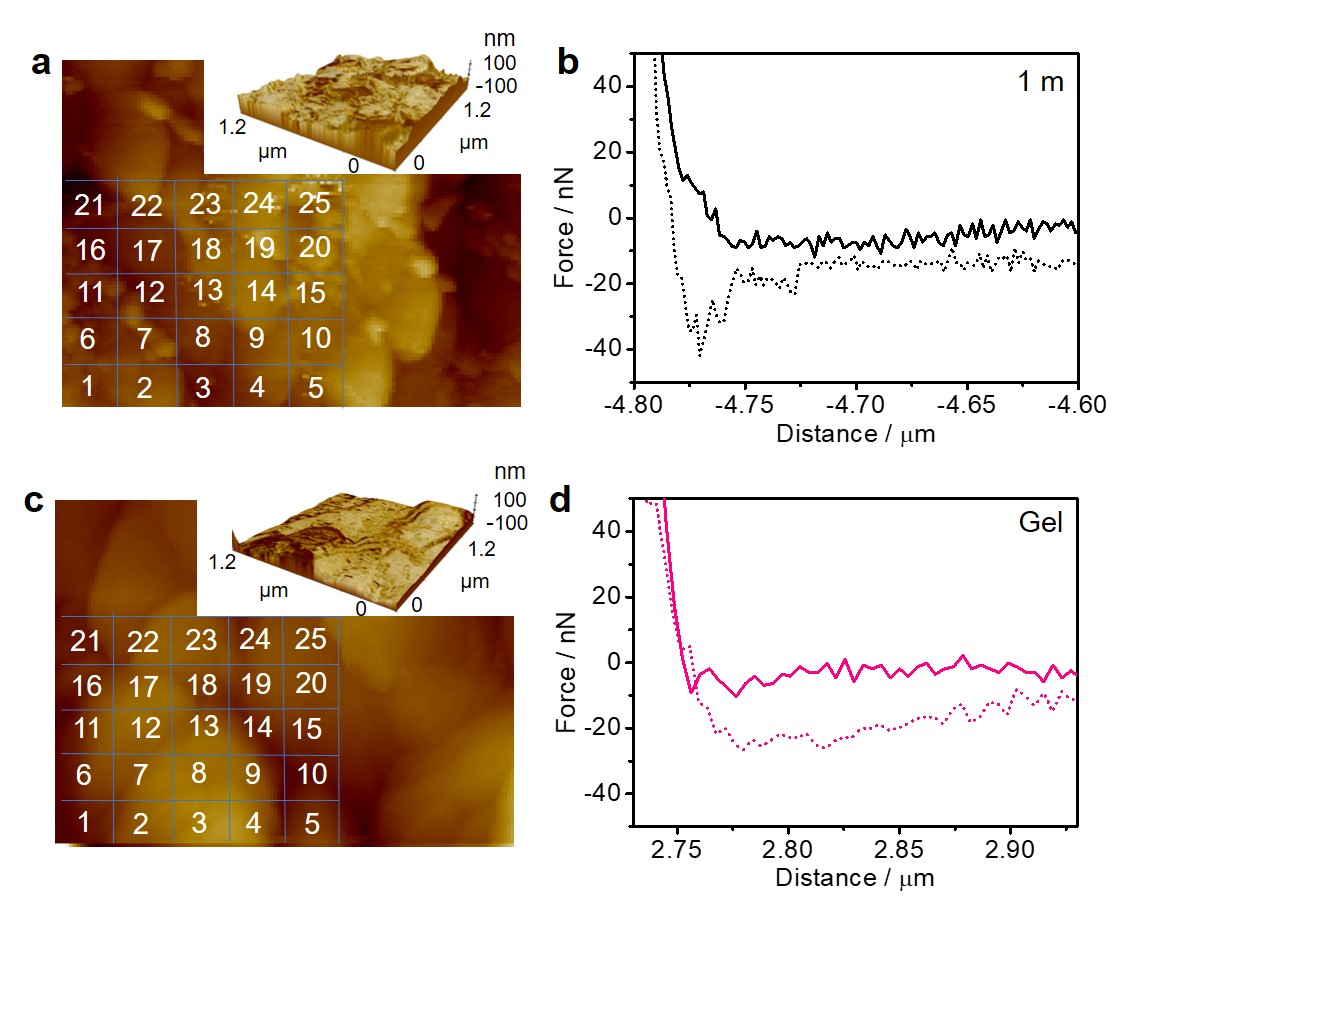 a
nm
100
-100
1.2
μm
1.2
μm
0
0
21 22 23 24 25
16 17 18 19 20
11 12 13 14 15
6 7 8 9 10
1 2 3 4 5
b
1 m
40
20
0
-20
-40
Force / nN
-4.80 -4.75 -4.70 -4.65 -4.60
Distance / μm
c
nm
100
-100
1.2
μm
1.2
μm
0
0
21 22 23 24 25
16 17 18 19 20
11 12 13 14 15
6 7 8 9 10
1 2 3 4 5
d
Gel
40
20
0
-20
-40
Force / nN
2.75 2.80 2.85 2.90
Distance / μm